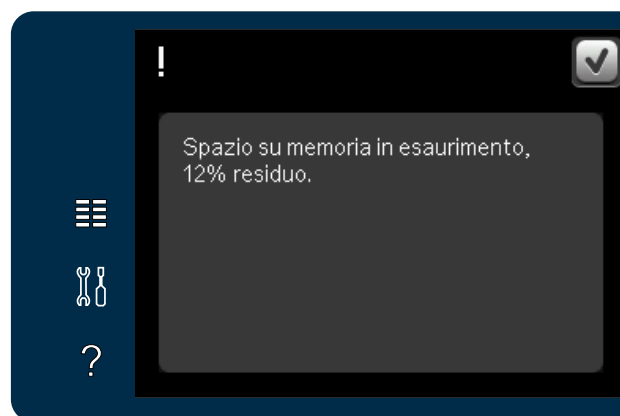 !
Spazio su memoria in esaurimento,
12% residuo.
?